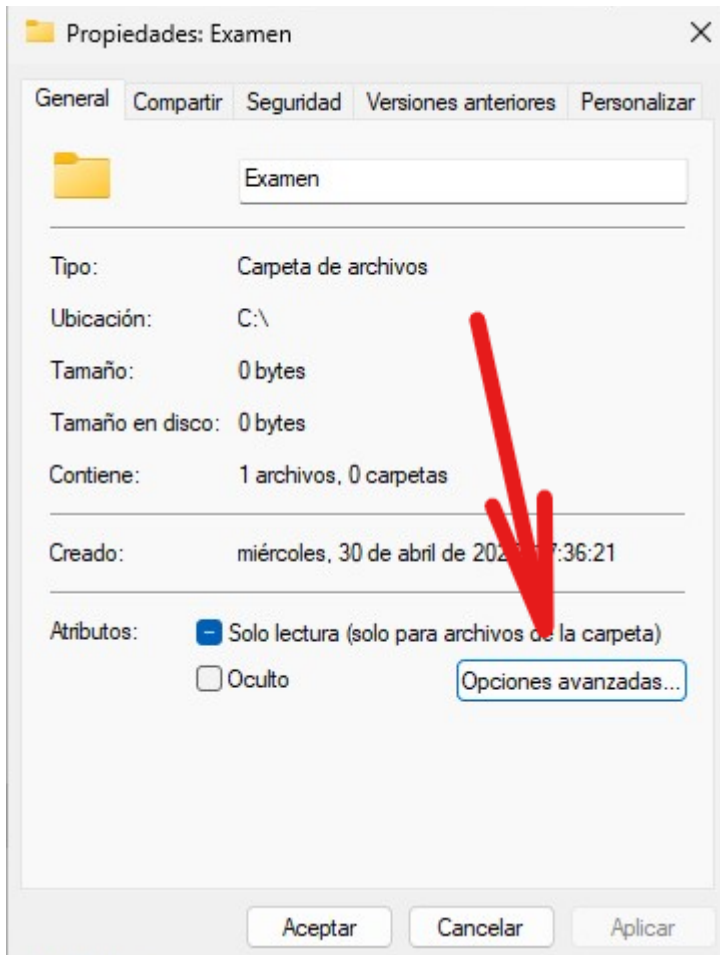 Propiedades: Examen
General Compartir Seguridad Versiones anteriores Personalizar
Examen
Tipo: Carpeta de archivos
Ubicación: C:\
Tamaño: 0 bytes
Tamaño en disco: 0 bytes
Contiene: 1 archivos, 0 carpetas
Creado: miércoles, 30 de abril de :36:21
Atributos: Solo lectura (solo para archivos de la carpeta)
Oculto Opciones avanzadas...
Aceptar Cancelar Aplicar